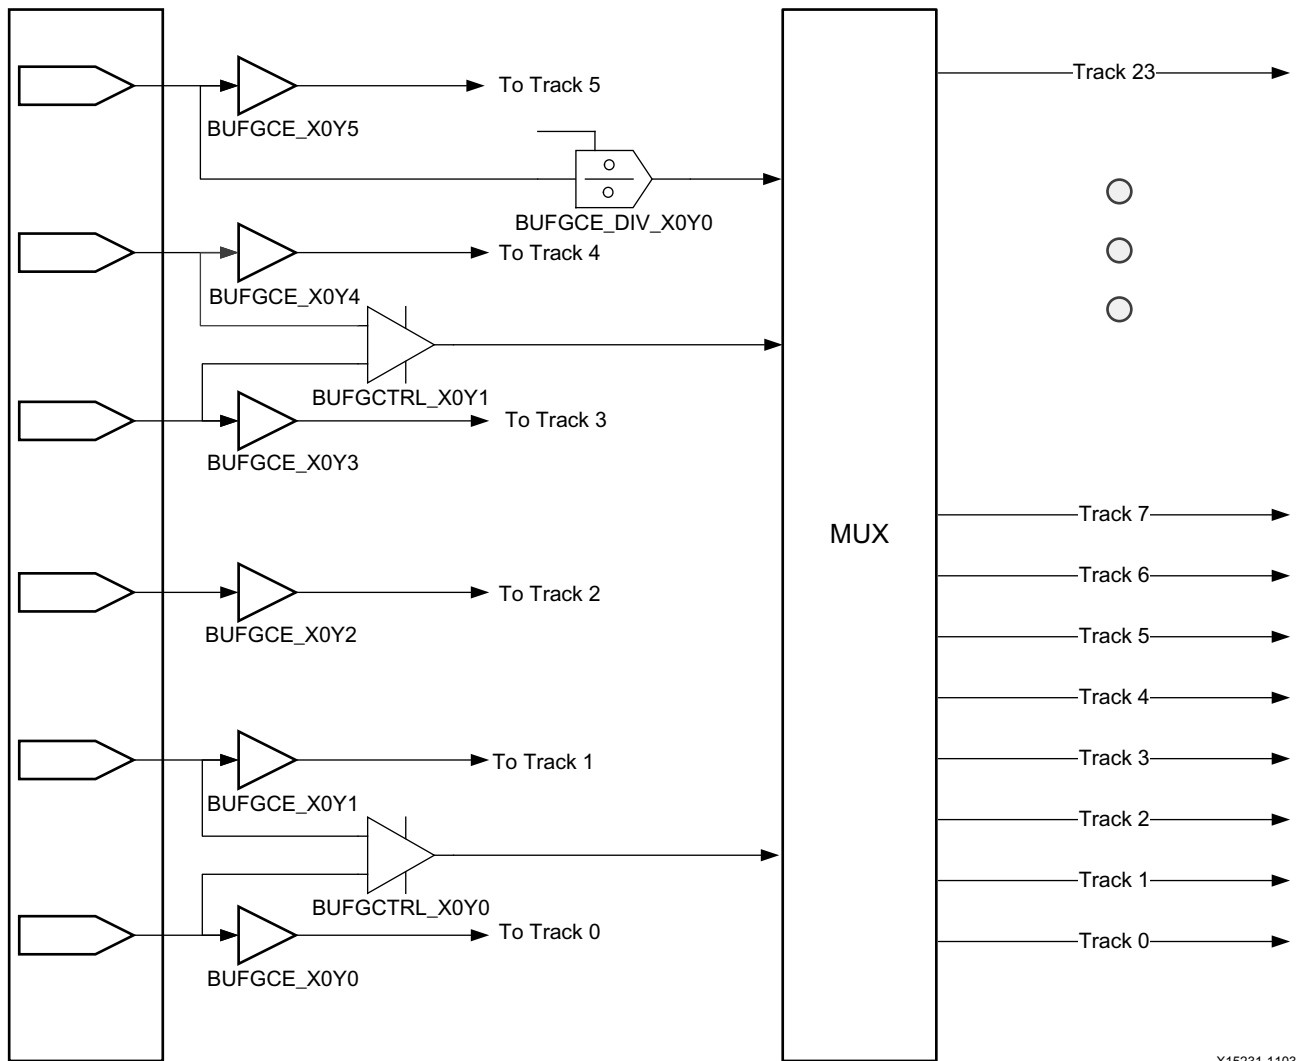 Track 23
To Track 5
BUFGCE_X0Y5
BUFGCE_DIV_X0Y0
To Track 4
BUFGCE_X0Y4
BUFGCTRL_X0Y1
To Track 3
BUFGCE_X0Y3
Track 7
MUX
Track 6
To Track 2
BUFGCE_X0Y2
Track 5
Track 4
To Track 1
Track 3
BUFGCE_X0Y1
Track 2
Track 1
BUFGCTRL_X0Y0
To Track 0
Track 0
BUFGCE_X0Y0